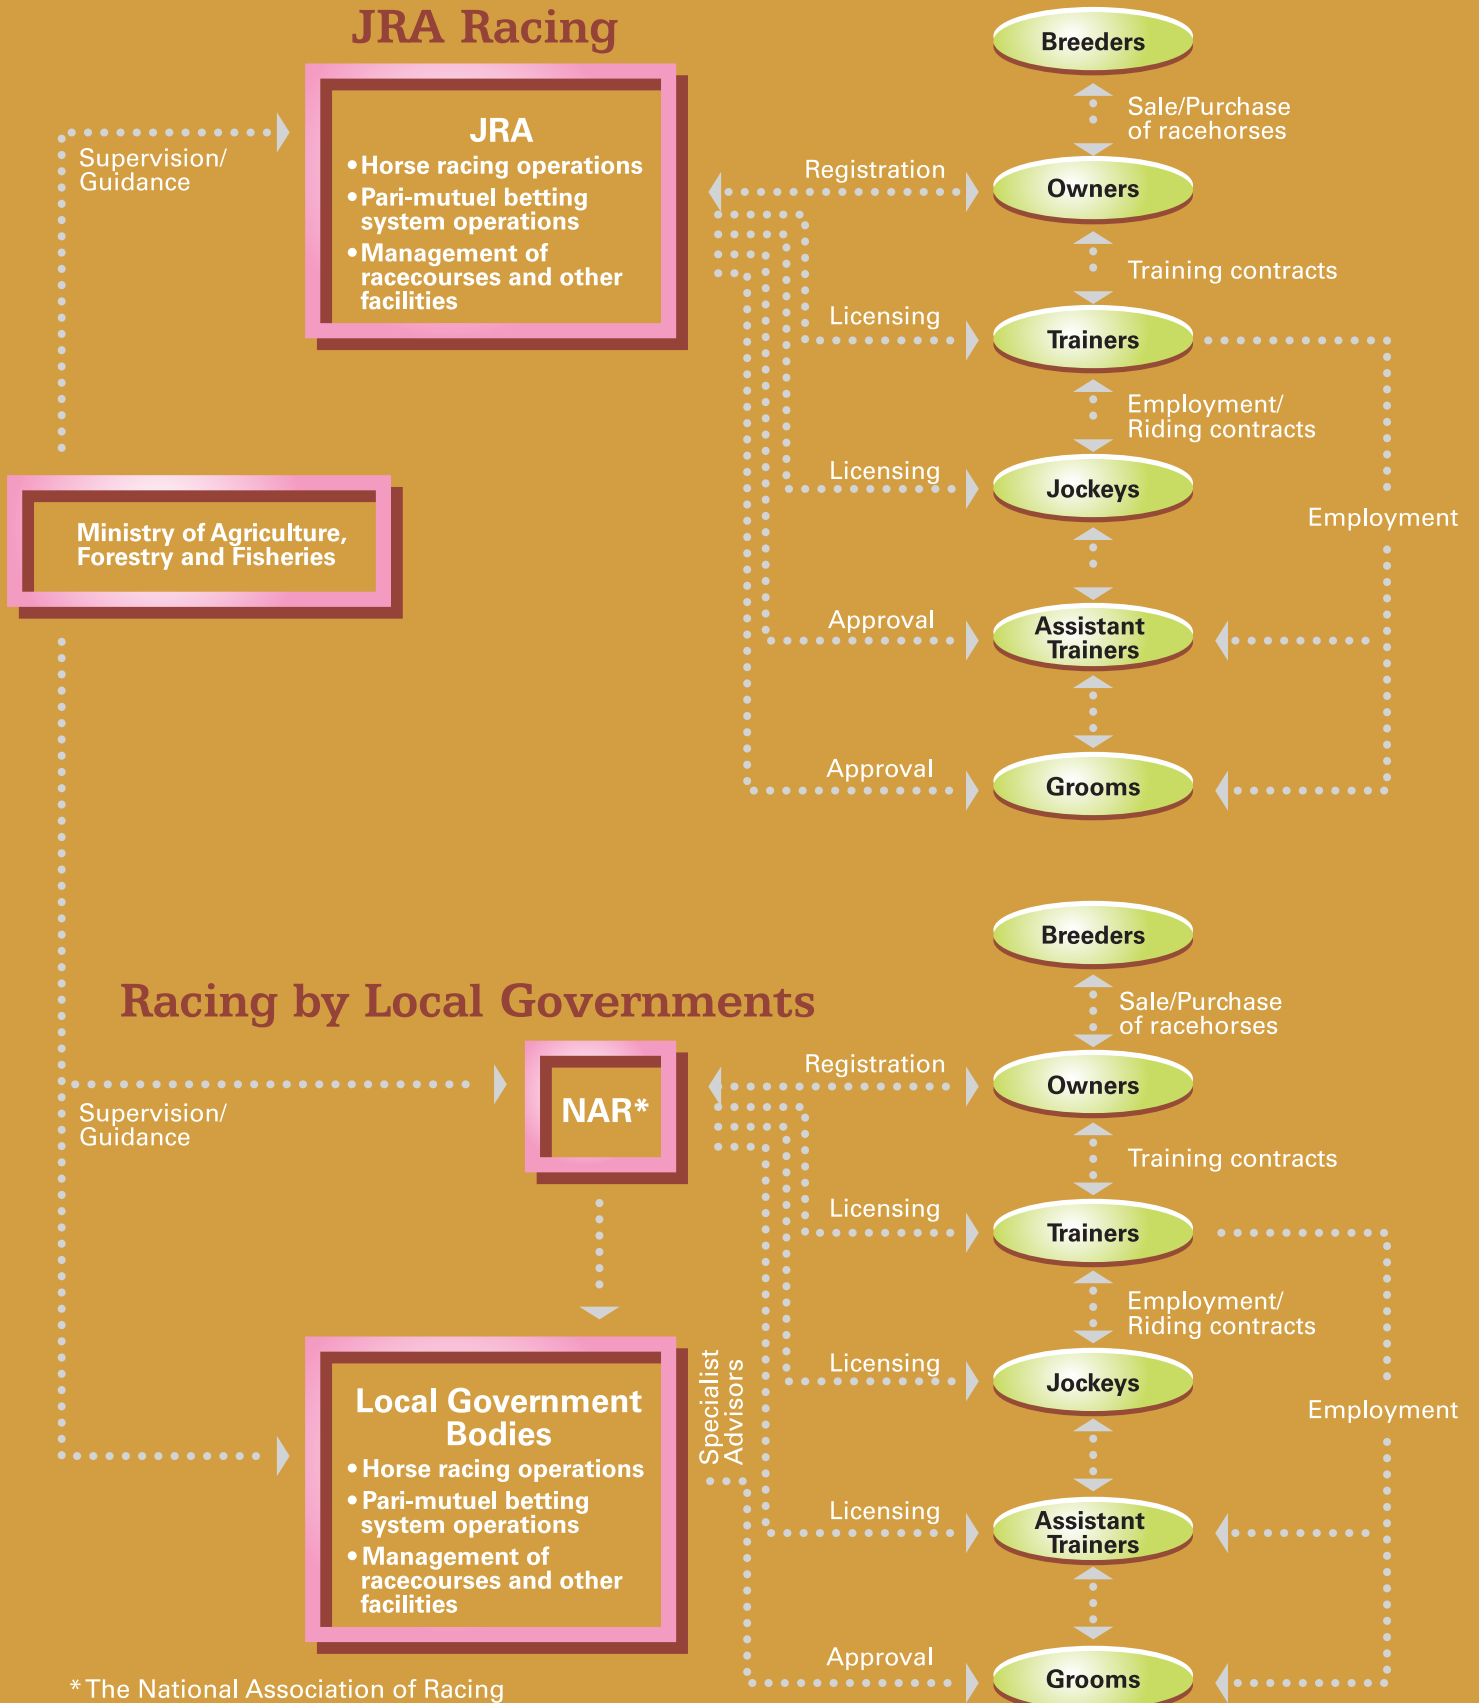 JRA Racing
JRA
•Horse racing operations
•Pari-mutuel betting
system operations
•Management of
racecourses and other
facilities
Supervision/
Guidance
Ministry of Agriculture,
Forestry and Fisheries
Breeders
Sale/Purchase
of racehorses
Registration
Owners
Training contracts
Licensing
Trainers
Employment/
Riding contracts
Licensing
Jockeys
Employment
Approval
Assistant
Trainers
Approval
Grooms
Racing by Local Governments
NAR*
Supervision/
Guidance
Local Government
Bodies
•Horse racing operations
•Pari-mutuel betting
system operations
•Management of
racecourses and other
facilities
Specialist
Advisors
Breeders
Sale/Purchase
of racehorses
Registration
Owners
Training contracts
Licensing
Trainers
Employment/
Riding contracts
Licensing
Jockeys
Employment
Licensing
Assistant
Trainers
Approval
Grooms
*The National Association of Racing